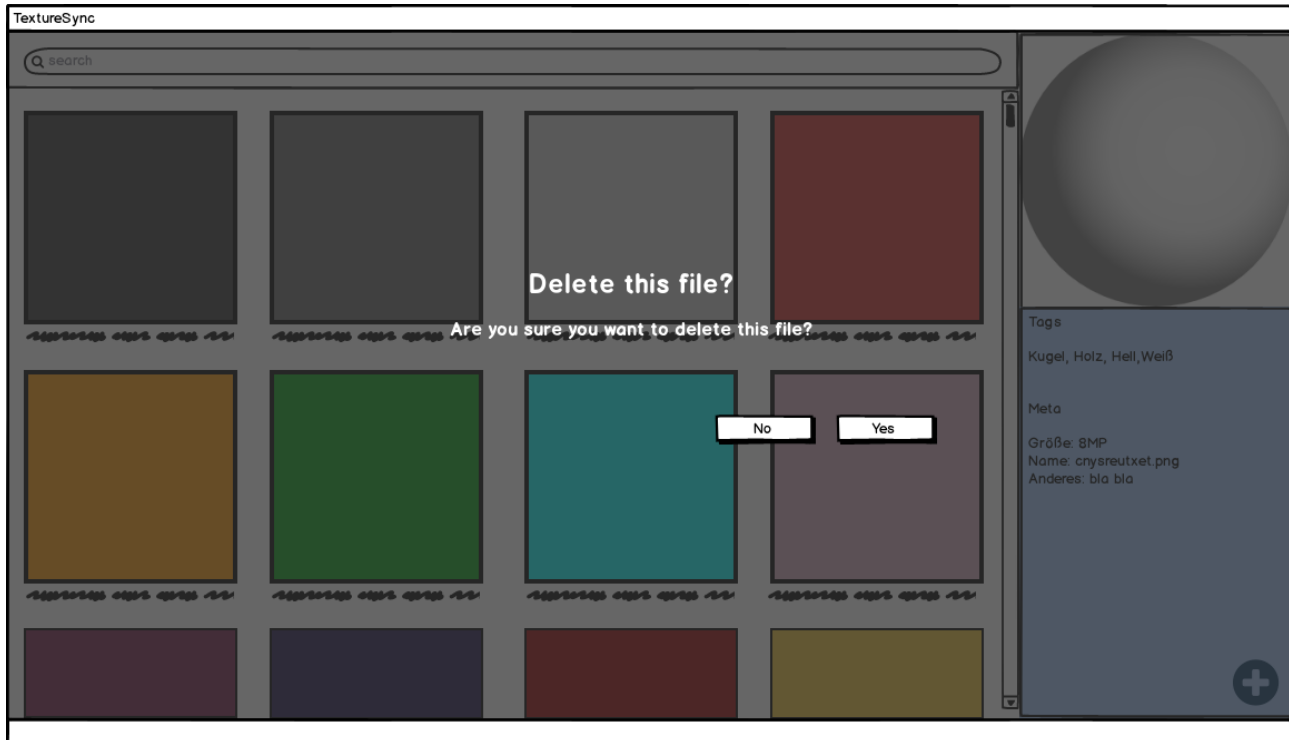 TextureSync
search
Delete this file?
Are you sure you want to delete this file?
No
Yes
Tags
Kugel, Holz, Hell,Weiß
Meta
Größe: 8MP
Name: cnysreutxet.png
Anderes: bla bla